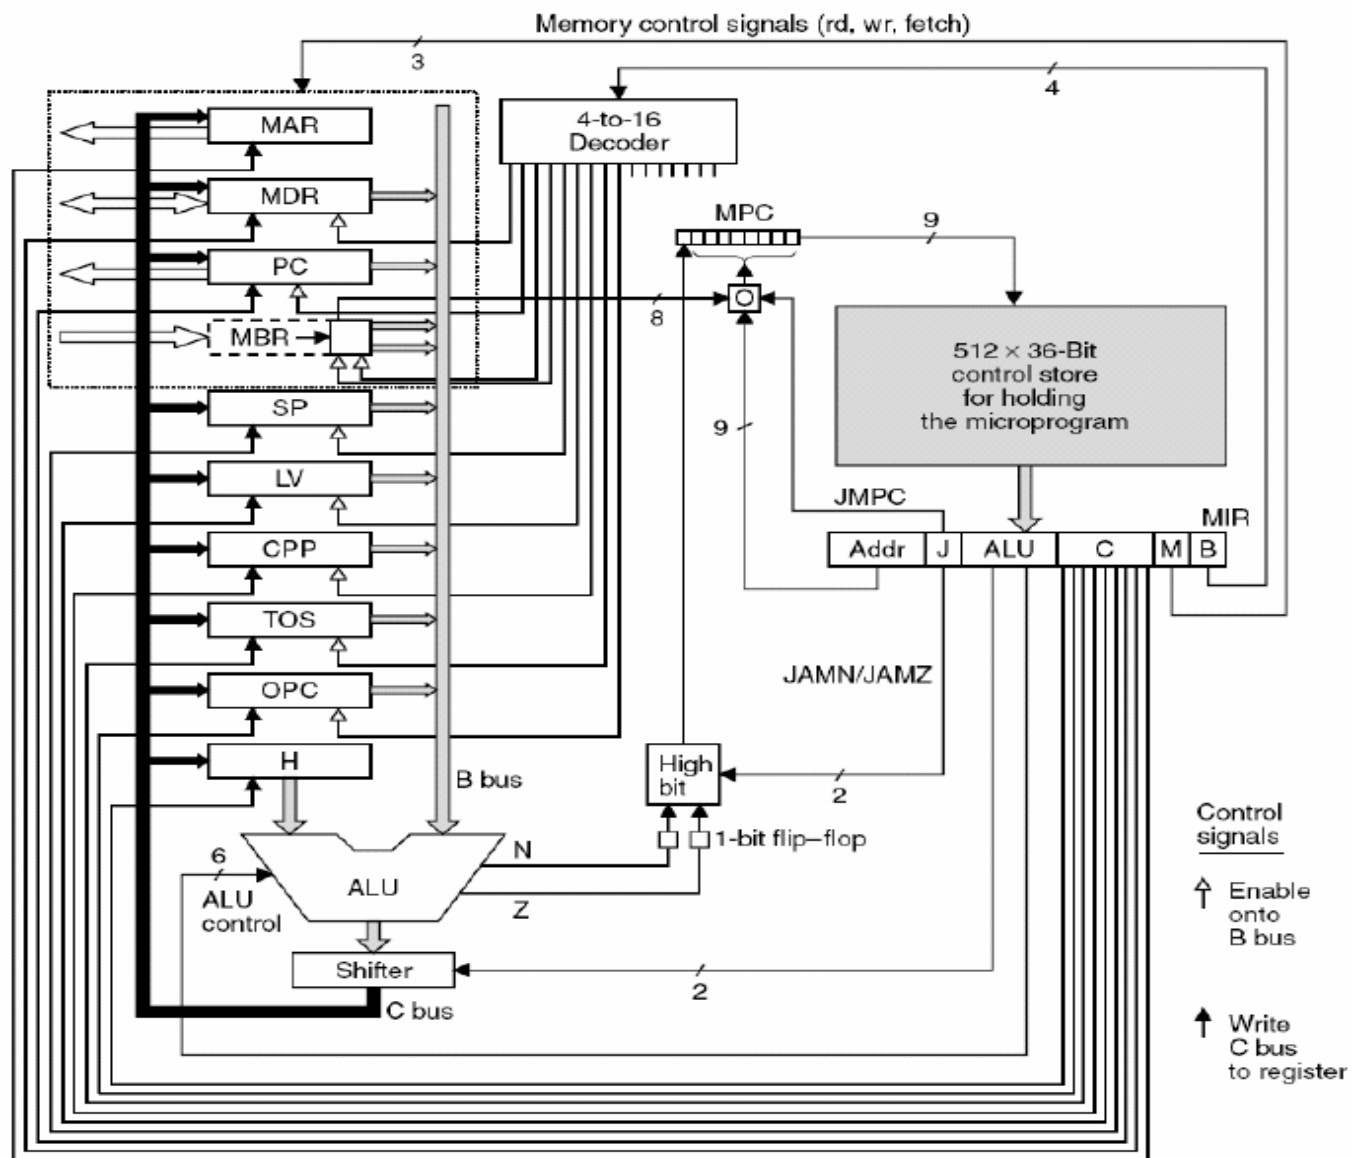 Memory control signals (rd, wr, fetch)
3
4
MAR
4-to-16
Decoder
MDR
MPC
9
PC
8
O
MBR
512 × 36-Bit
control store
for holding
the microprogram
SP
9
LV
JMPC
MIR
Addr J ALU C M B
CPP
TOS
JAMN/JAMZ
OPC
H
High
bit
2
B bus
Control
signals
N
1-bit flip–flop
6
ALU
ALU
control
Z
Enable
onto
B bus
Shifter
2
C bus
Write
C bus
to register